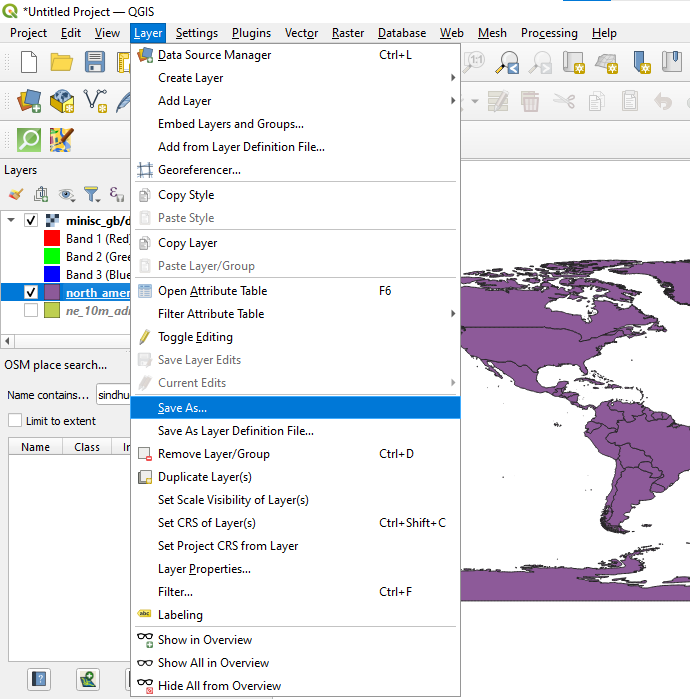 *Untitled Project — QGIS
Project Edit View Layer Settings Plugins Vector Raster Database Web Mesh Processing Help
Data Source Manager Ctrl+L
Create Layer
Add Layer
Embed Layers and Groups...
Add from Layer Definition File...
Georeferencer...
Copy Style
Paste Style
Copy Layer
Paste Layer/Group
Open Attribute Table F6
Filter Attribute Table
Toggle Editing
Save Layer Edits
Current Edits
Save As...
Save As Layer Definition File...
Remove Layer/Group Ctrl+D
Duplicate Layer(s)
Set Scale Visibility of Layer(s)
Set CRS of Layer(s) Ctrl+Shift+C
Set Project CRS from Layer
Layer Properties...
Filter... Ctrl+F
abc Labeling
Show in Overview
Show All in Overview
Hide All from Overview
1:1
Layers
minisc_gb/d
Band 1 (Red)
Band 2 (Gree
Band 3 (Blue
north_amer
ne_10m_ad
OSM place search...
Name contains... sindhu
Limit to extent
Name Class In